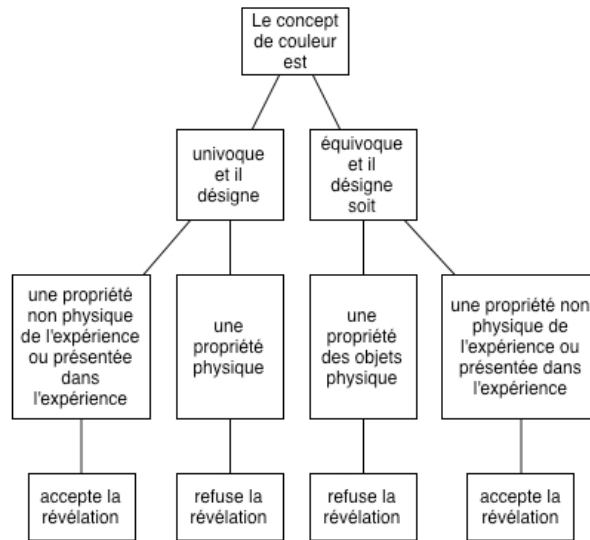 Le concept
de couleur
est
univoque
et il
désigne
équivoque
et il
désigne
soit
une propriété
non physique
de l'expérience
ou présentée
dans
l'expérience
une
propriété
physique
une
propriété
des objets
physique
une propriété non
physique de
l'expérience ou
présentée dans
l'expérience
accepte la
révélation
refuse la
révélation
refuse la
révélation
accepte la
révélation